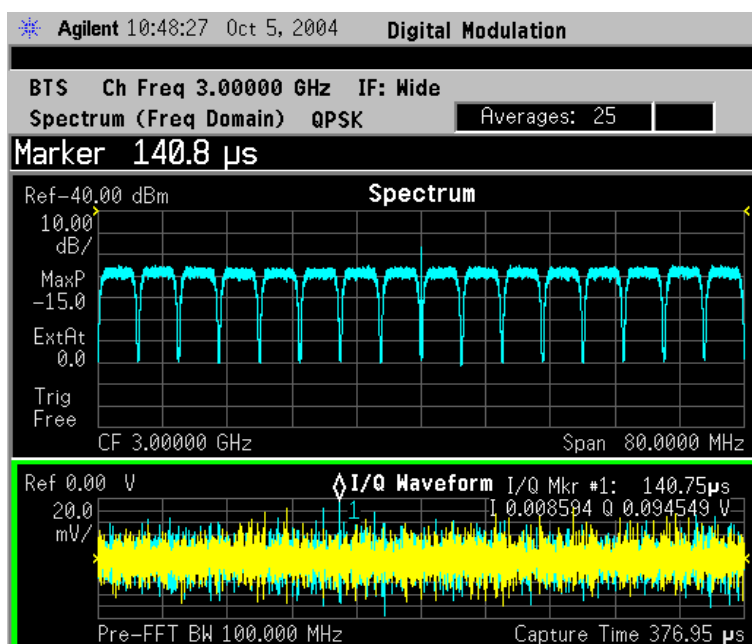 Agilent 10:48:27 Oct 5, 2004 Digital Modulation
BTS Ch Freq 3.00000 GHz IF: Wide
Spectrum (Freq Domain) QPSK Averages: 25
Marker 140.8 µs
Ref-40.00 dBm Spectrum
10.00
dB/
MaxP
-15.0
ExtAt
0.0
Trig
Free
CF 3.00000 GHz Span 80.0000 MHz
Ref 0.00 V I/Q Waveform I/Q Mkr #1: 140.75µs
20.0 1 I 0.008594 Q 0.094549 V
mV/
Pre-FFT BW 100.000 MHz Capture Time 376.95 µs